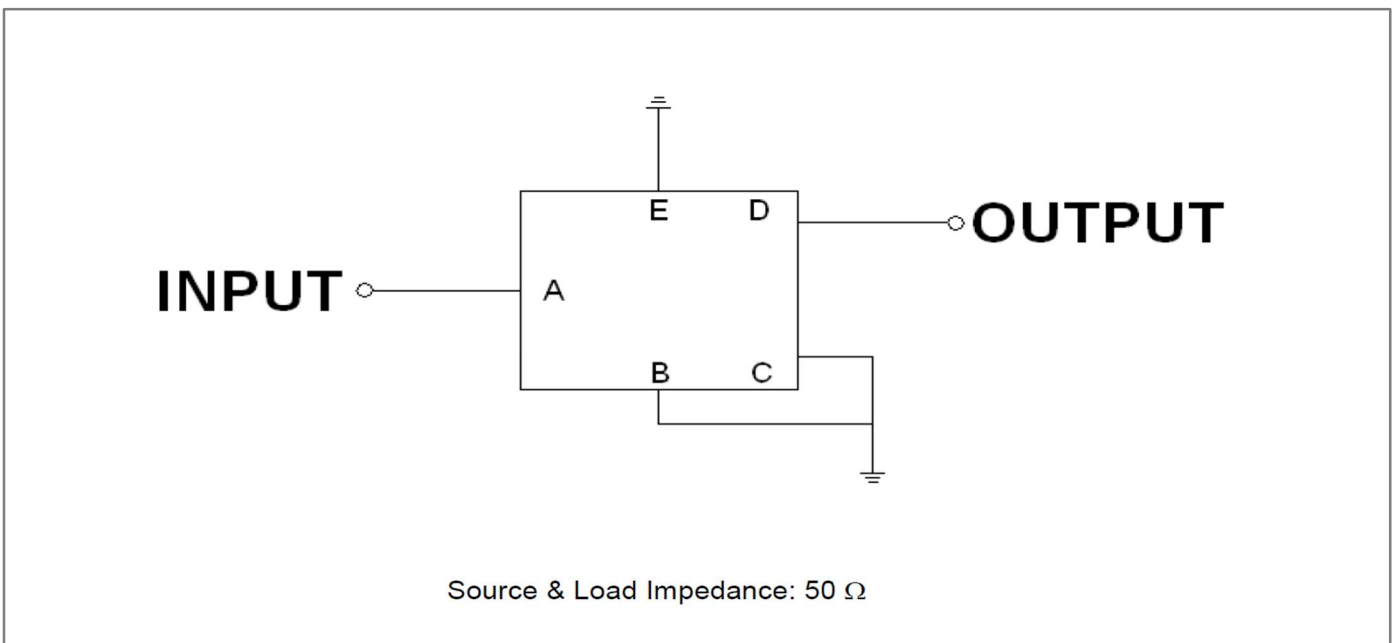 E D
OUTPUT
INPUT
A
B C
Source & Load Impedance: 50 Ω